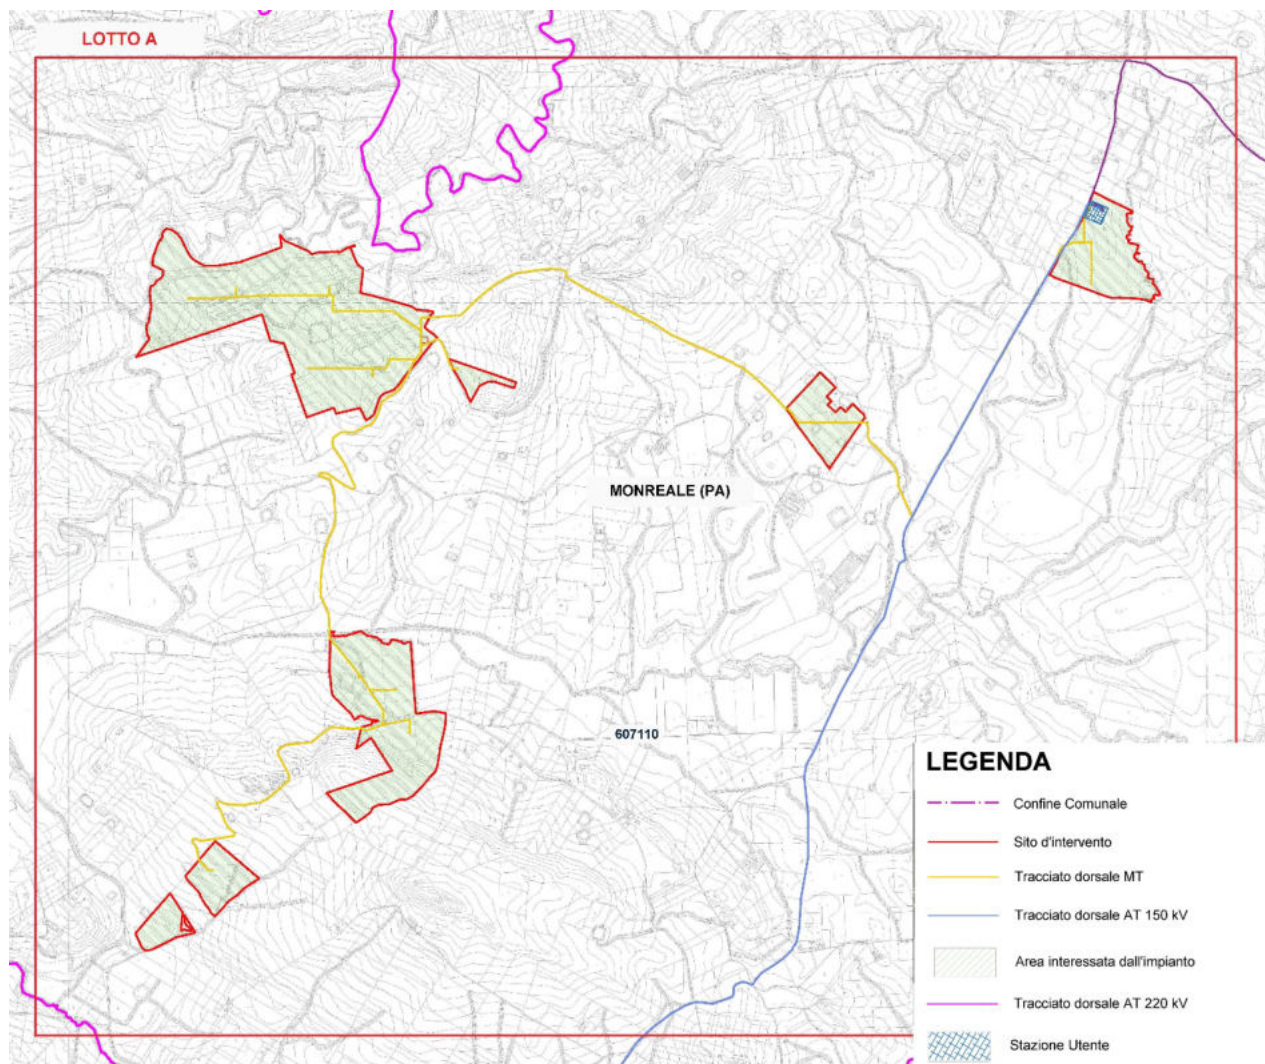 LOTTO A
MONREALE (PA)
607110
LEGENDA
Confine Comunale
Sito d'intervento
Tracciato dorsale MT
Tracciato dorsale AT 150 kV
Area interessata dall'impianto
Tracciato dorsale AT 220 kV
Stazione Utente